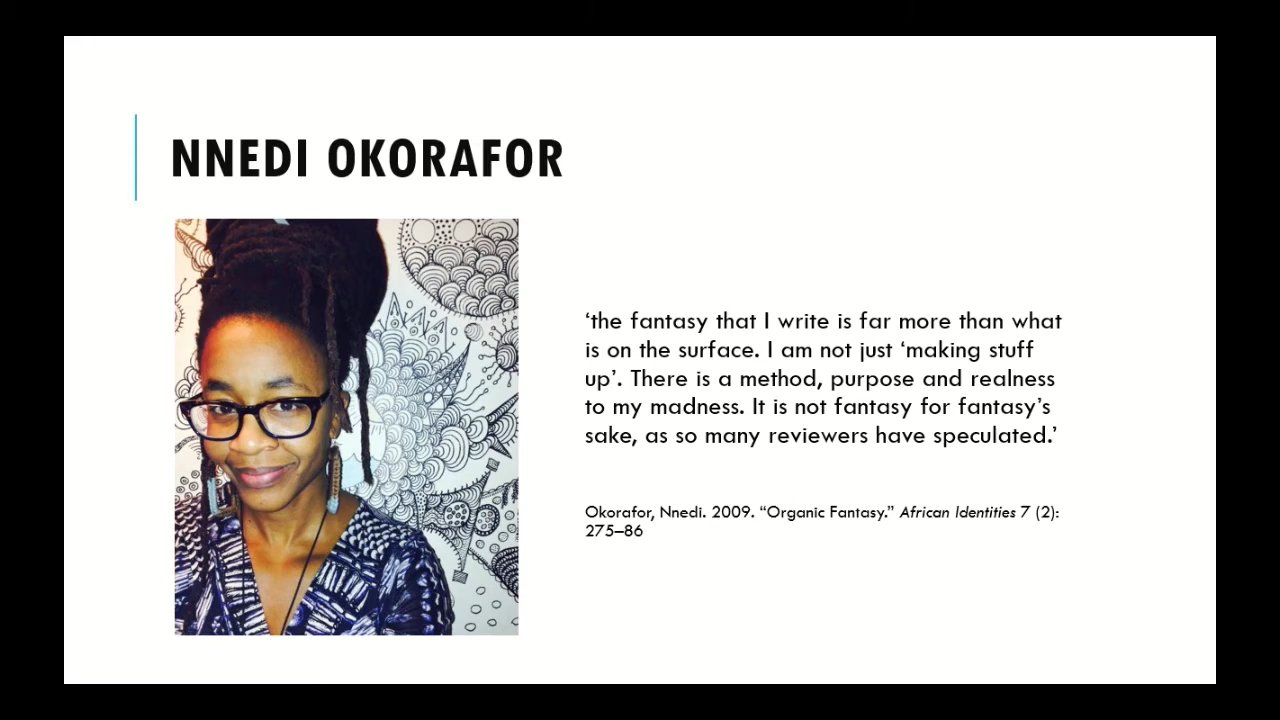 NNEDI OKORAFOR
‘the fantasy that I write is far more than what
is on the surface. I am not just ‘making stuff
up’. There is a method, purpose and realness
to my madness. It is not fantasy for fantasy’s
sake, as so many reviewers have speculated.’
Okorafor, Nnedi. 2009. “Organic Fantasy.” African Identities 7 (2):
275–86